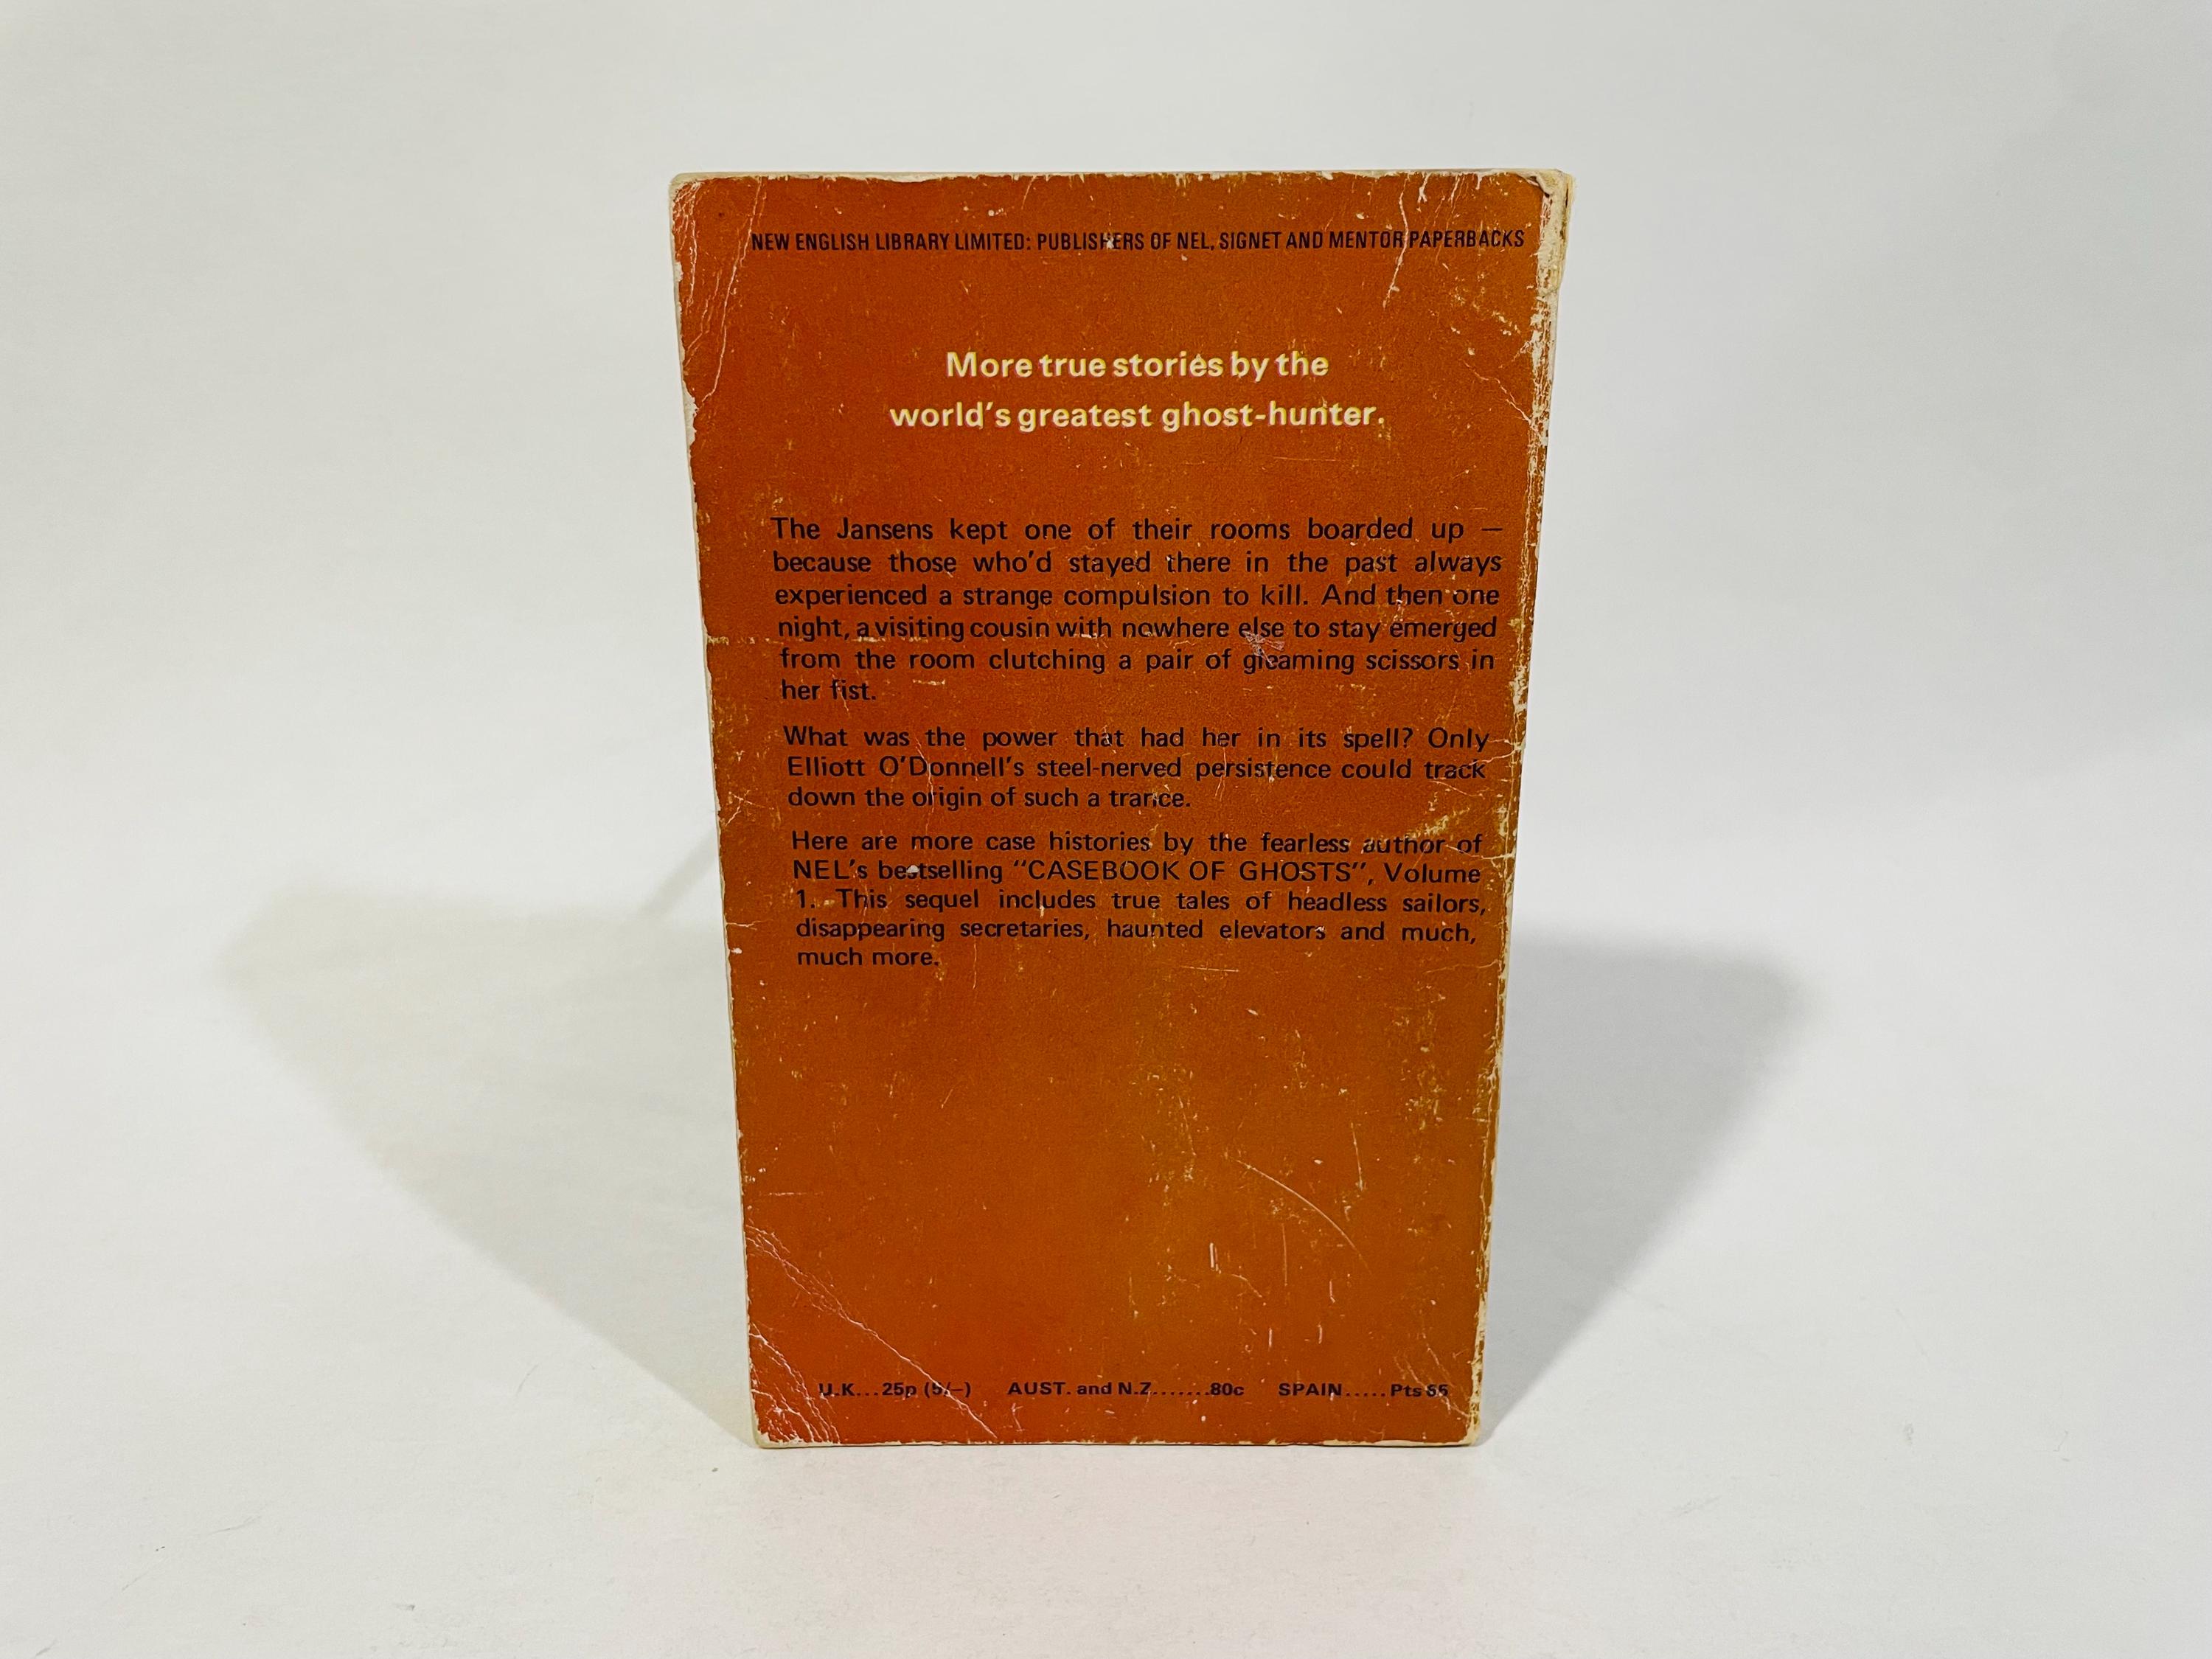 NEW ENGLISH LIBRARY LIMITED: PUBLISHERS OF NEL, SIGNET AND MENTOR PAPERBACKS
More true stories by the
world's greatest ghost-hunter.
The Jansens kept one of their rooms boarded up —
because those who'd stayed there in the past always
experienced a strange compulsion to kill. And then one
night, a visiting cousin with nowhere else to stay emerged
from the room clutching a pair of gleaming scissors in
her fist.
What was the power that had her in its spell? Only
Elliott O'Donnell's steel-nerved persistence could track
down the origin of such a trance.
Here are more case histories by the fearless author of
NEL's bestselling "CASEBOOK OF GHOSTS", Volume
1. This sequel includes true tales of headless sailors,
disappearing secretaries, haunted elevators and much,
much more.
U.K...25p (5/-) AUST. and N.Z.......80c SPAIN.....Pts